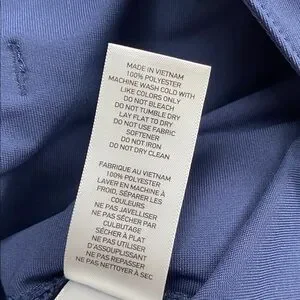 MADE IN VIETNAM
100% POLYESTER
MACHINE WASH COLD WITH
LIKE COLORS ONLY
DO NOT BLEACH
DO NOT TUMBLE DRY
LAY FLAT TO DRY
DO NOT USE FABRIC
SOFTENER
DO NOT IRON
DO NOT DRY CLEAN
FABRIQUE AU VIETNAM
100% POLYESTER
LAVER EN MACHINE À
FROID, SÉPARER LES
COULEURS
NE PAS JAVELLISER
NE PAS SÉCHER PAR
CULBUTAGE
SÉCHER À PLAT
NE PAS UTILISER
D'ASSOUPLISSANT
NE PAS REPASSER
NE PAS NETTOYER À SEC